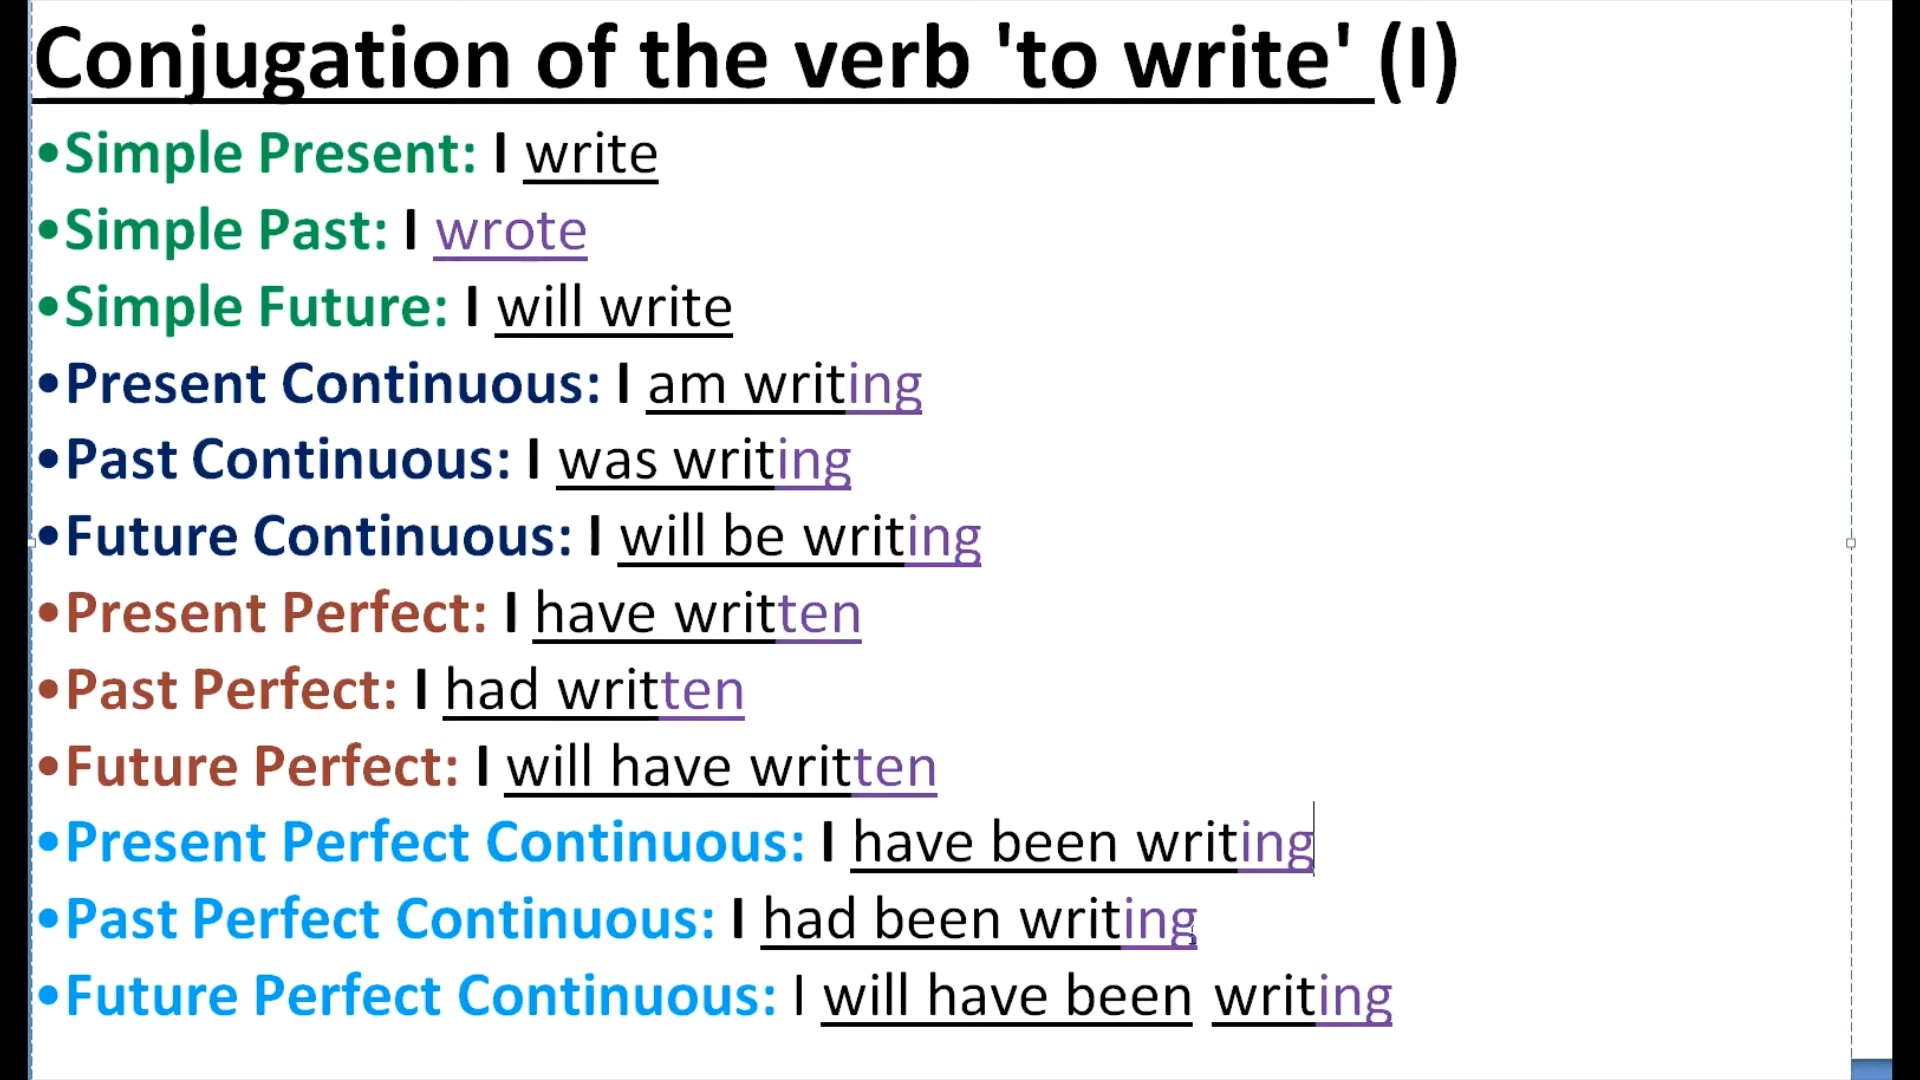 Conjugation of the verb 'to write' (I)
•Simple Present: I write
•Simple Past: I wrote
•Simple Future: I will write
•Present Continuous: I am writing
•Past Continuous: I was writing
•Future Continuous: I will be writing
•Present Perfect: I have written
•Past Perfect: I had written
•Future Perfect: I will have written
•Present Perfect Continuous: I have been writing
•Past Perfect Continuous: I had been writing
•Future Perfect Continuous: I will have been writing